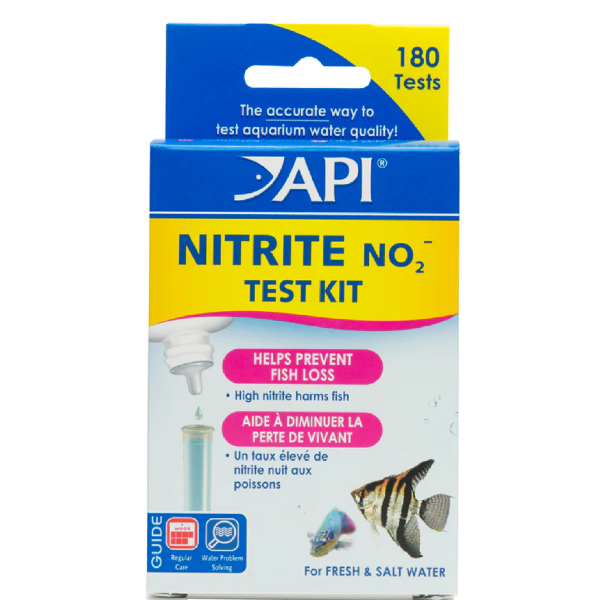 180
Tests
The accurate way to
test aquarium water quality!
API®
NITRITE NO₂⁻
TEST KIT
HELPS PREVENT
FISH LOSS
• High nitrite harms fish
AIDE À DIMINUER LA
PERTE DE VIVANT
• Un taux élevé de
nitrite nuit aux
poissons
GUIDE
WEEK
Regular
Care
Water Problem
Solving
For FRESH & SALT WATER